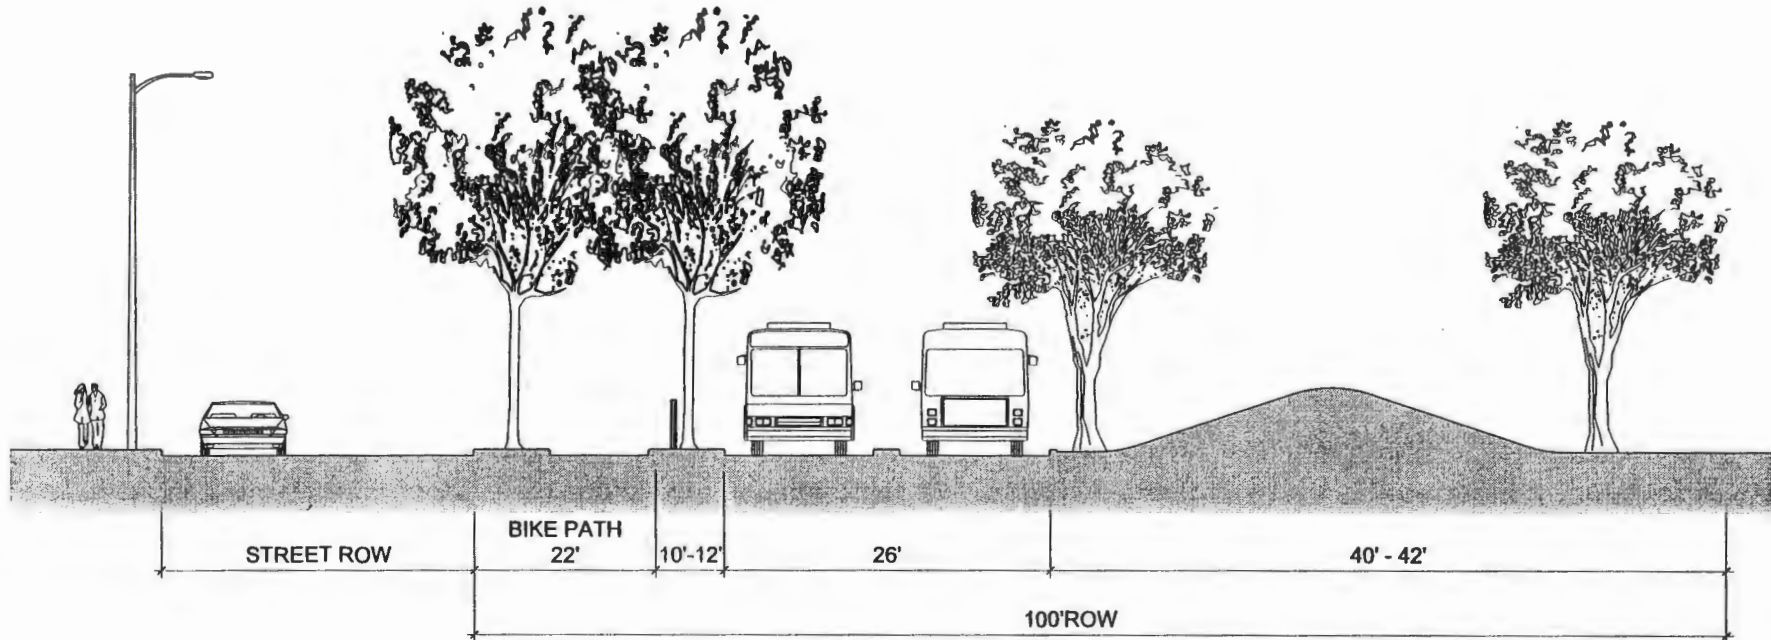 STREET ROW
BIKE PATH
22'
10'-12'
26'
40' - 42'
100'ROW